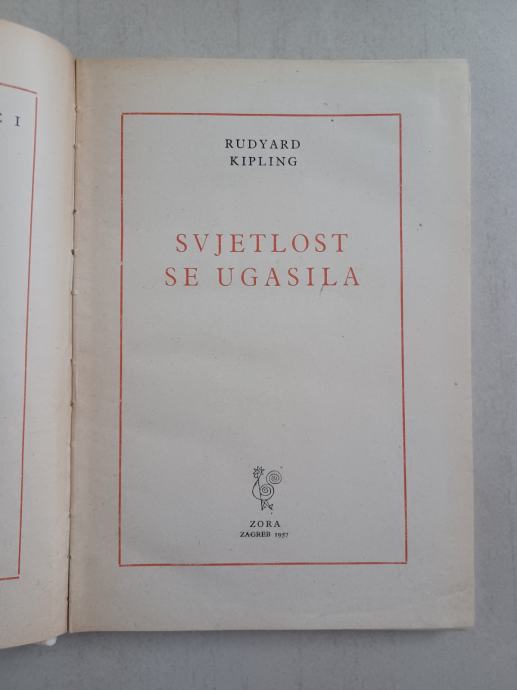 E I
RUDYARD
KIPLING
SVJETLOST
SE UGASILA
ZORA
ZAGREB 1957